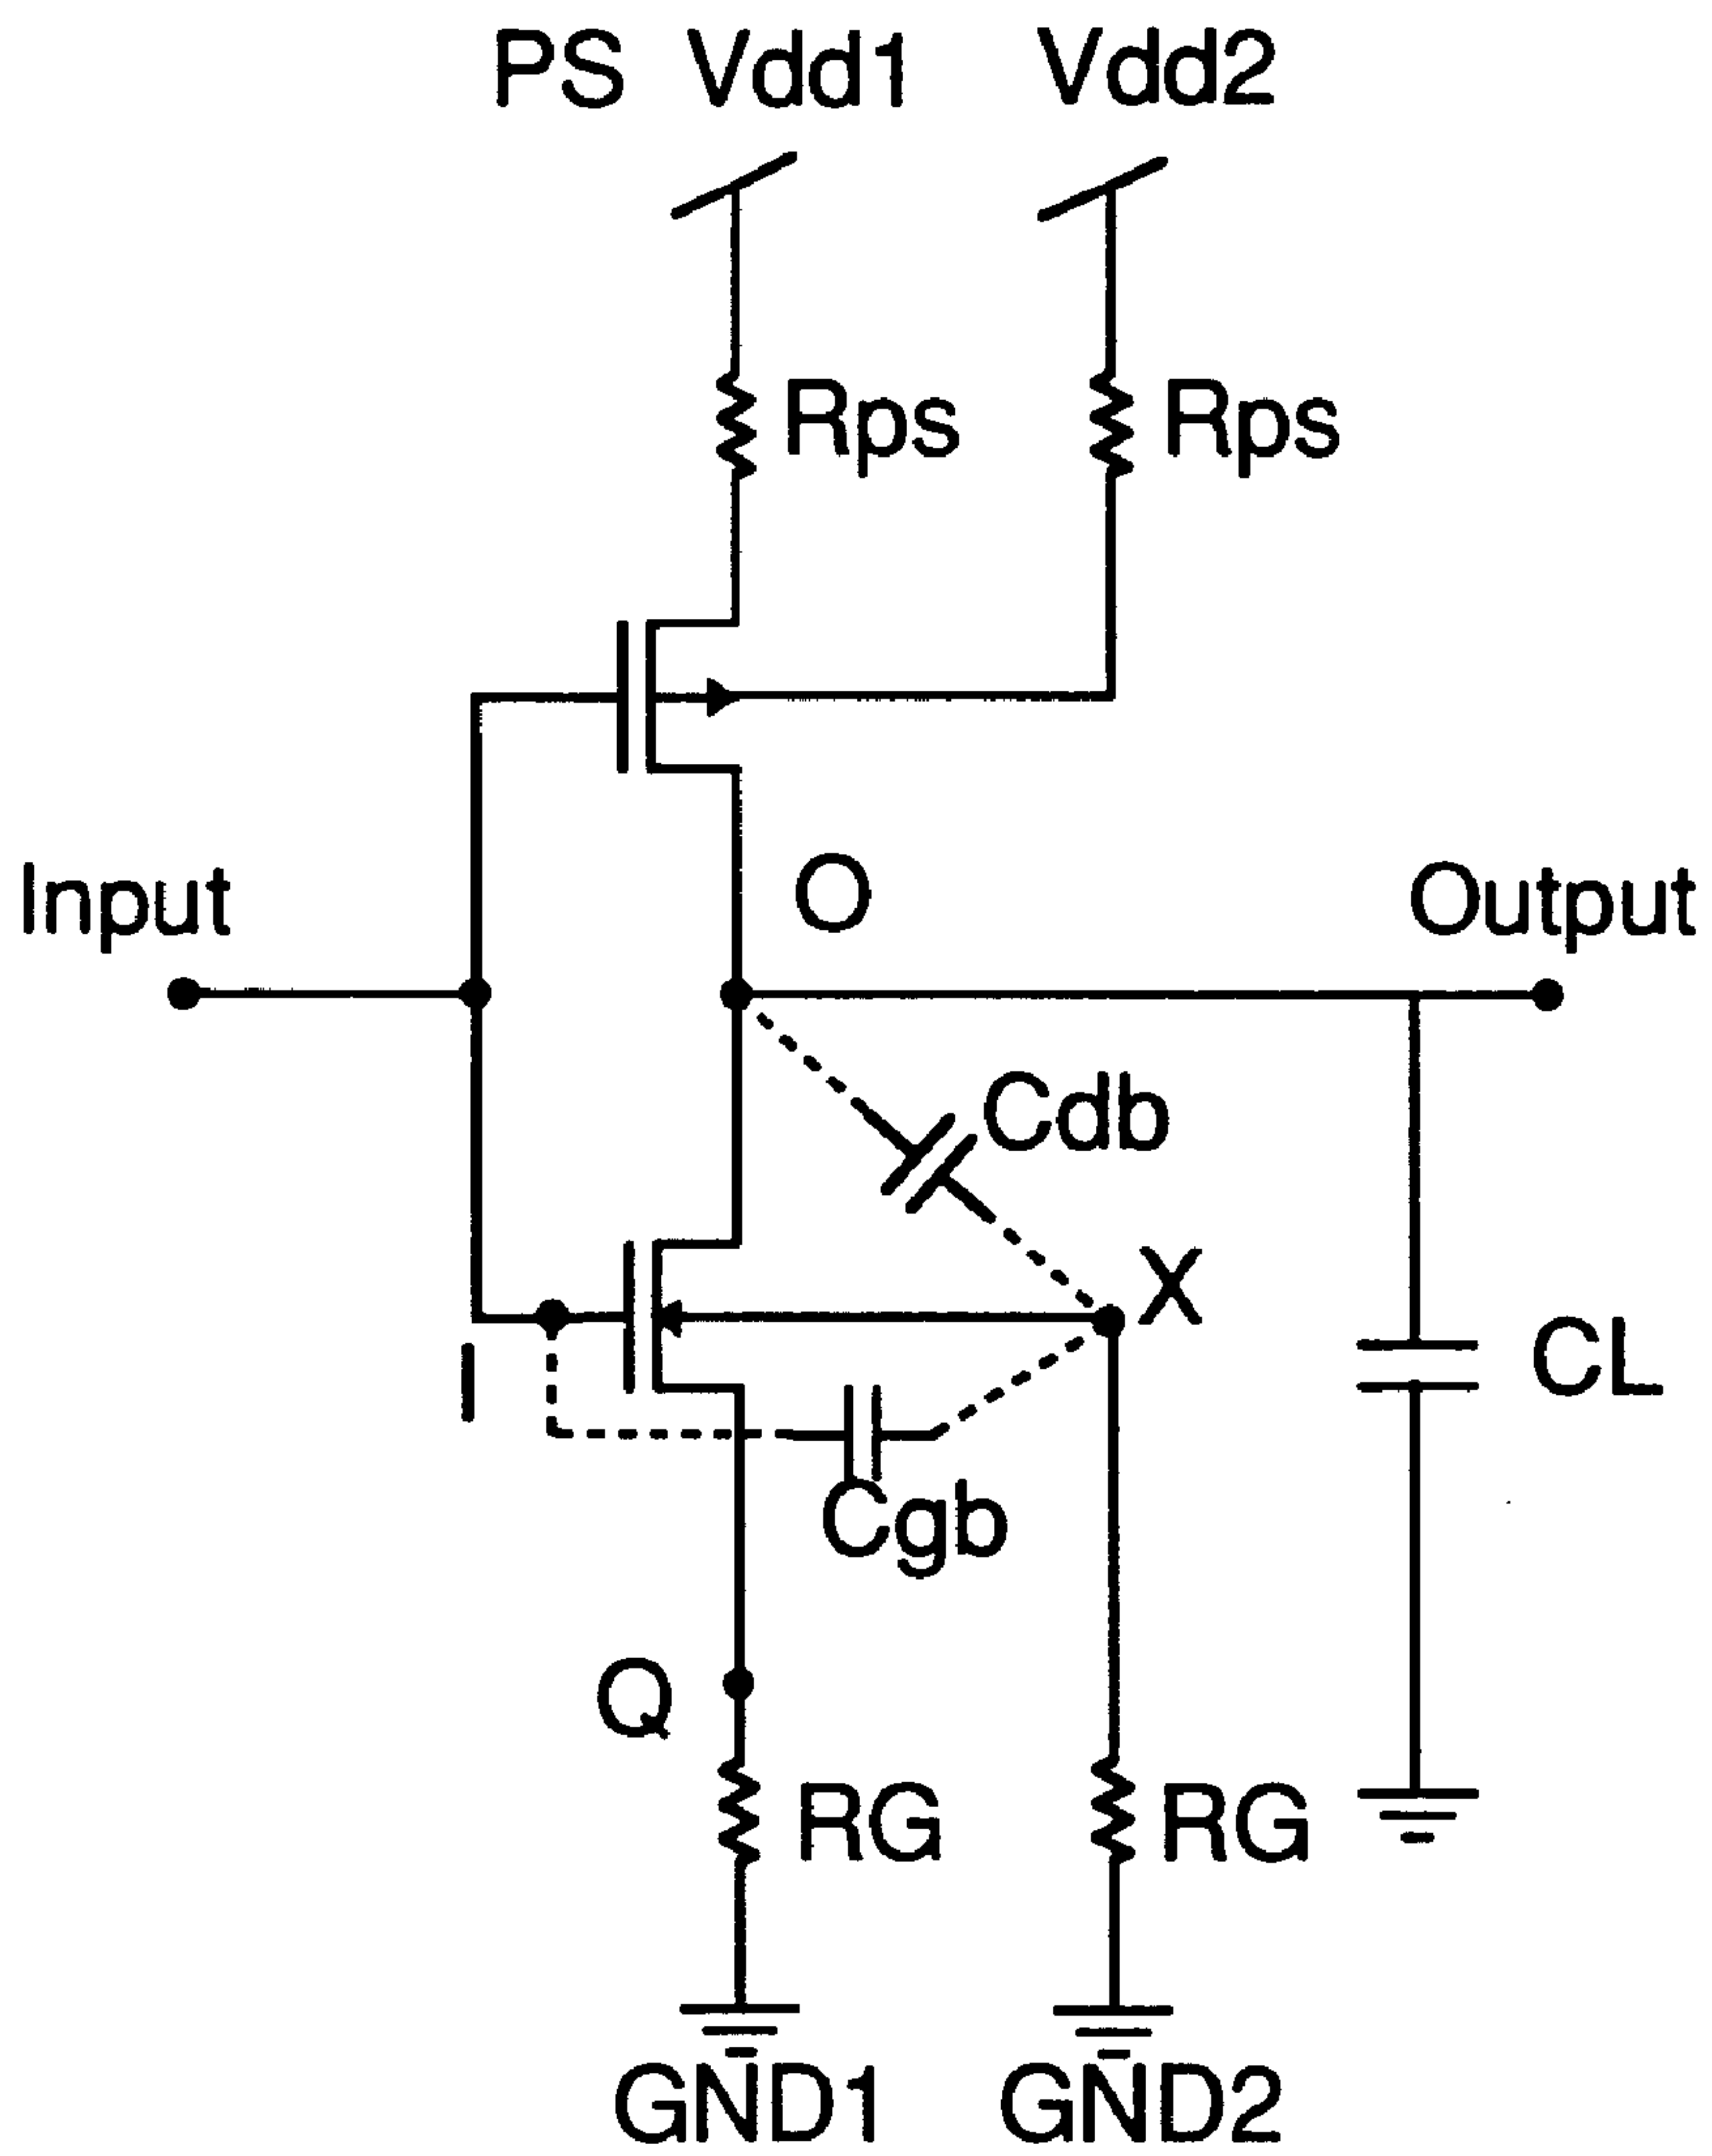 PS Vdd1 Vdd2
Rps Rps
Input O Output
Cdb
X
I CL
Cgb
Q
RG RG
GND1 GND2